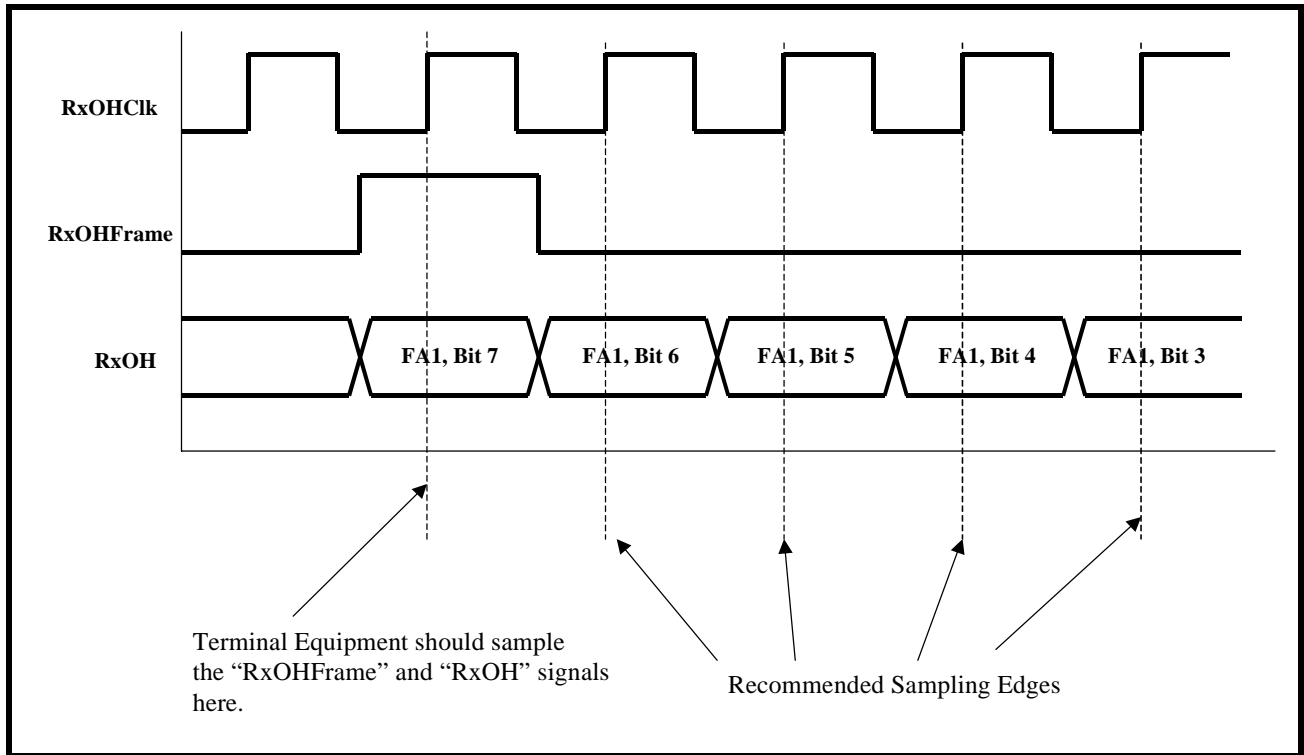 RxOHClk
RxOHFrame
RxOH
FA1, Bit 7
FA1, Bit 6
FA1, Bit 5
FA1, Bit 4
FA1, Bit 3
Terminal Equipment should sample
the “RxOHFrame” and “RxOH” signals
here.
Recommended Sampling Edges